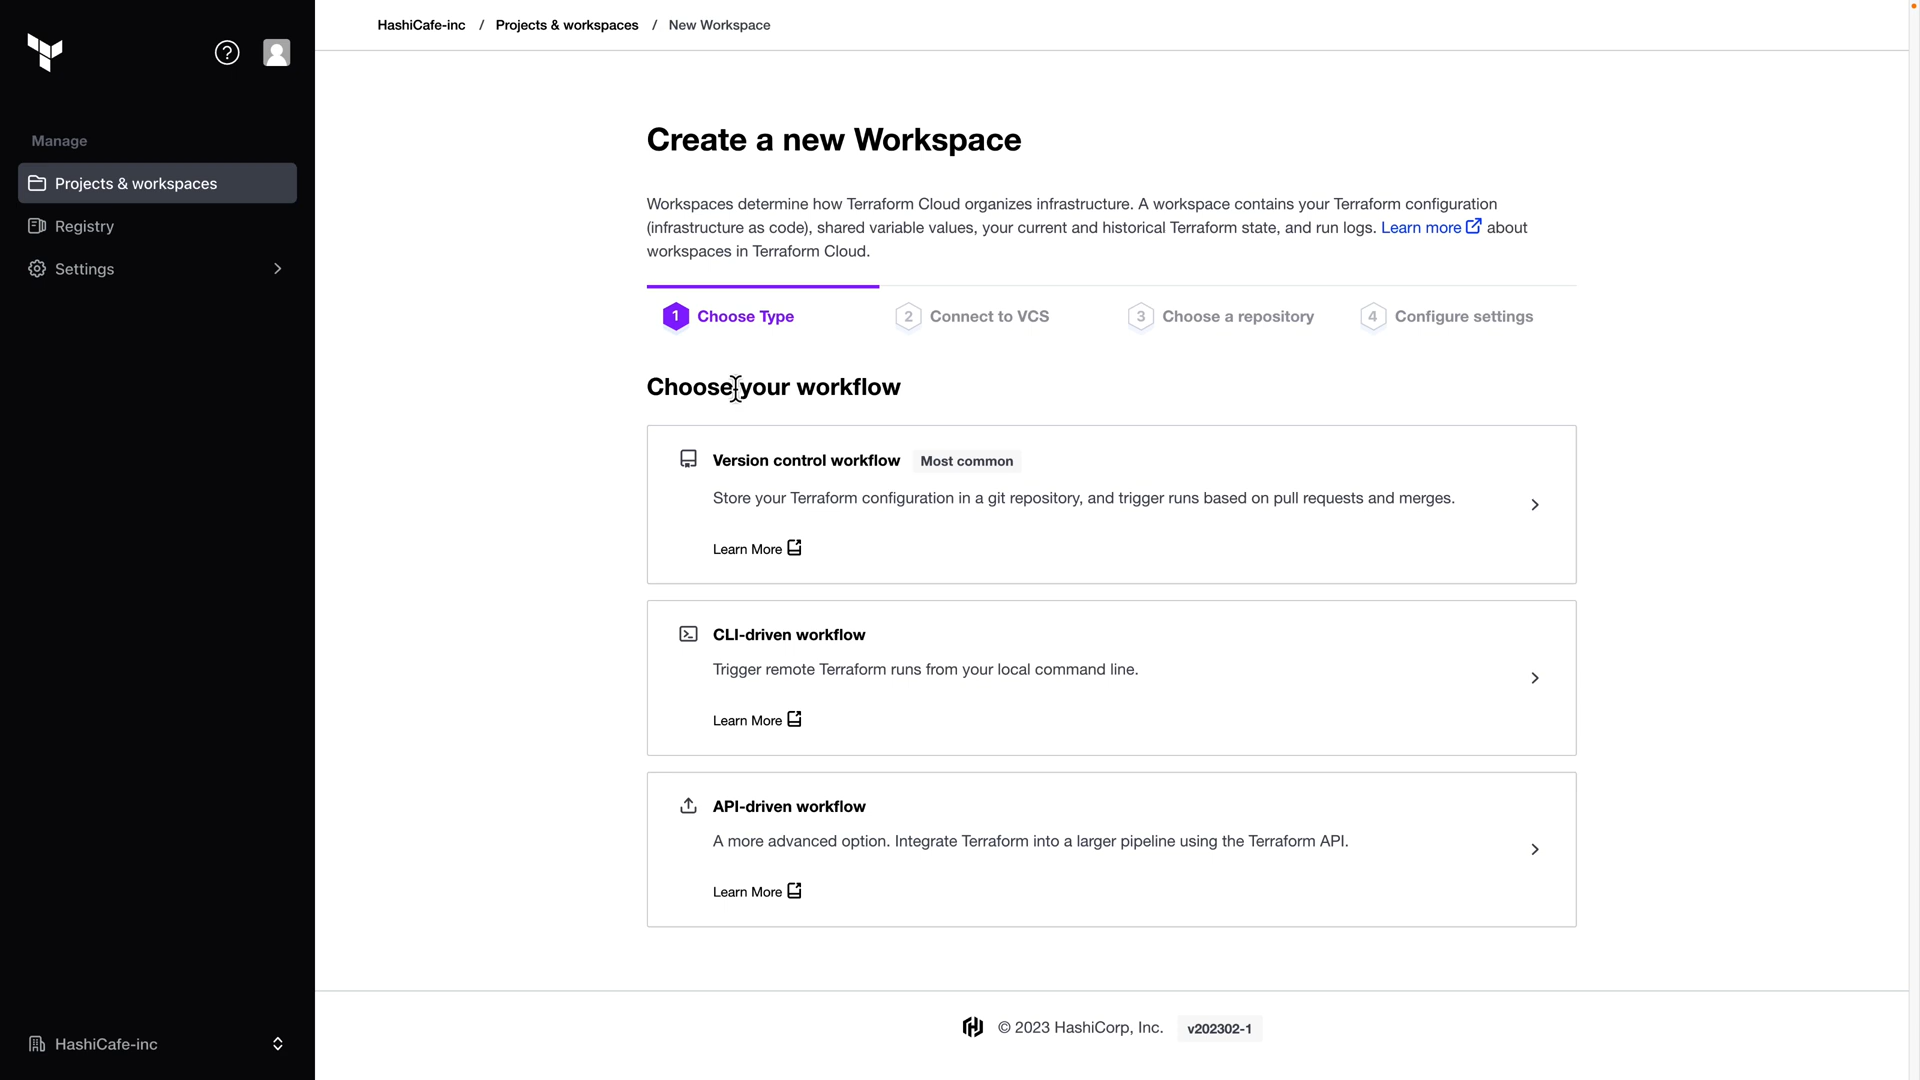 HashiCafe-inc / Projects & workspaces / New Workspace
Manage
Projects & workspaces
Registry
Settings
HashiCafe-inc
Create a new Workspace
Workspaces determine how Terraform Cloud organizes infrastructure. A workspace contains your Terraform configuration
(infrastructure as code), shared variable values, your current and historical Terraform state, and run logs. Learn more about
workspaces in Terraform Cloud.
1 Choose Type
2 Connect to VCS
3 Choose a repository
4 Configure settings
Choose your workflow
Version control workflow Most common
Store your Terraform configuration in a git repository, and trigger runs based on pull requests and merges.
Learn More
CLI-driven workflow
Trigger remote Terraform runs from your local command line.
Learn More
API-driven workflow
A more advanced option. Integrate Terraform into a larger pipeline using the Terraform API.
Learn More
© 2023 HashiCorp, Inc. v202302-1